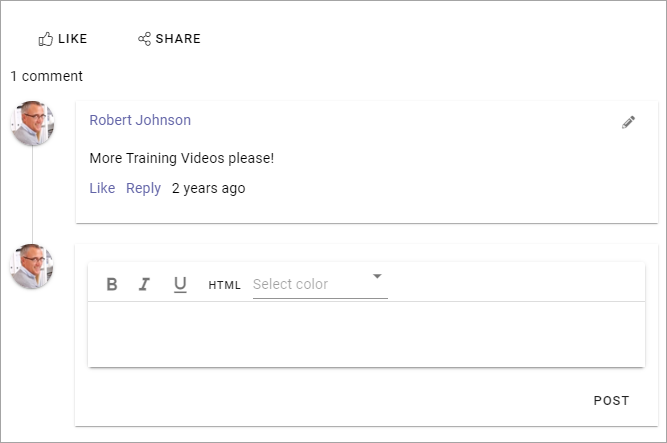 LIKE SHARE
1 comment
Robert Johnson
More Training Videos please!
Like Reply 2 years ago
B I U HTML Select color
POST